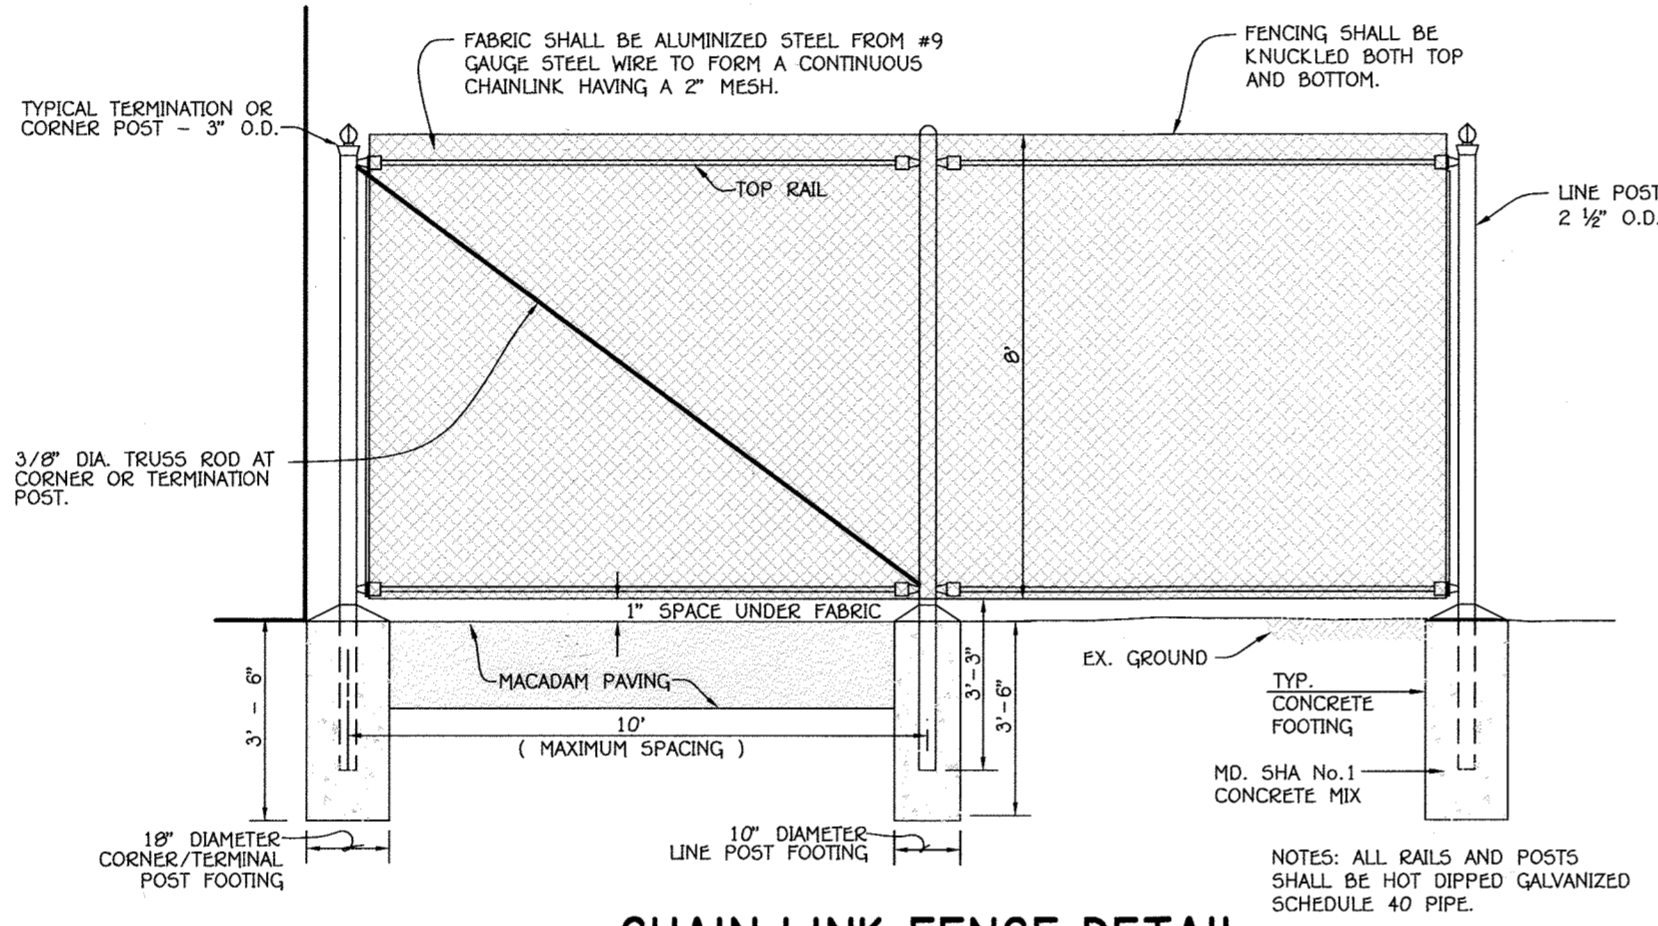 FABRIC SHALL BE ALUMINIZED STEEL FROM #9
GAUGE STEEL WIRE TO FORM A CONTINUOUS
CHAINLINK HAVING A 2" MESH.
FENCING SHALL BE
KNUCKLED BOTH TOP
AND BOTTOM.
TYPICAL TERMINATION OR
CORNER POST - 3" O.D.
TOP RAIL
LINE POST
2 ½" O.D.
8'
3/8" DIA. TRUSS ROD AT
CORNER OR TERMINATION
POST.
1" SPACE UNDER FABRIC
MACADAM PAVING
EX. GROUND
3' - 6"
3'-3"
3'-6"
10'
( MAXIMUM SPACING )
TYP.
CONCRETE
FOOTING
MD. SHA No.1
CONCRETE MIX
18" DIAMETER
CORNER/TERMINAL
POST FOOTING
10" DIAMETER
LINE POST FOOTING
NOTES: ALL RAILS AND POSTS
SHALL BE HOT DIPPED GALVANIZED
SCHEDULE 40 PIPE.
CHAIN LINK FENCE DETAIL